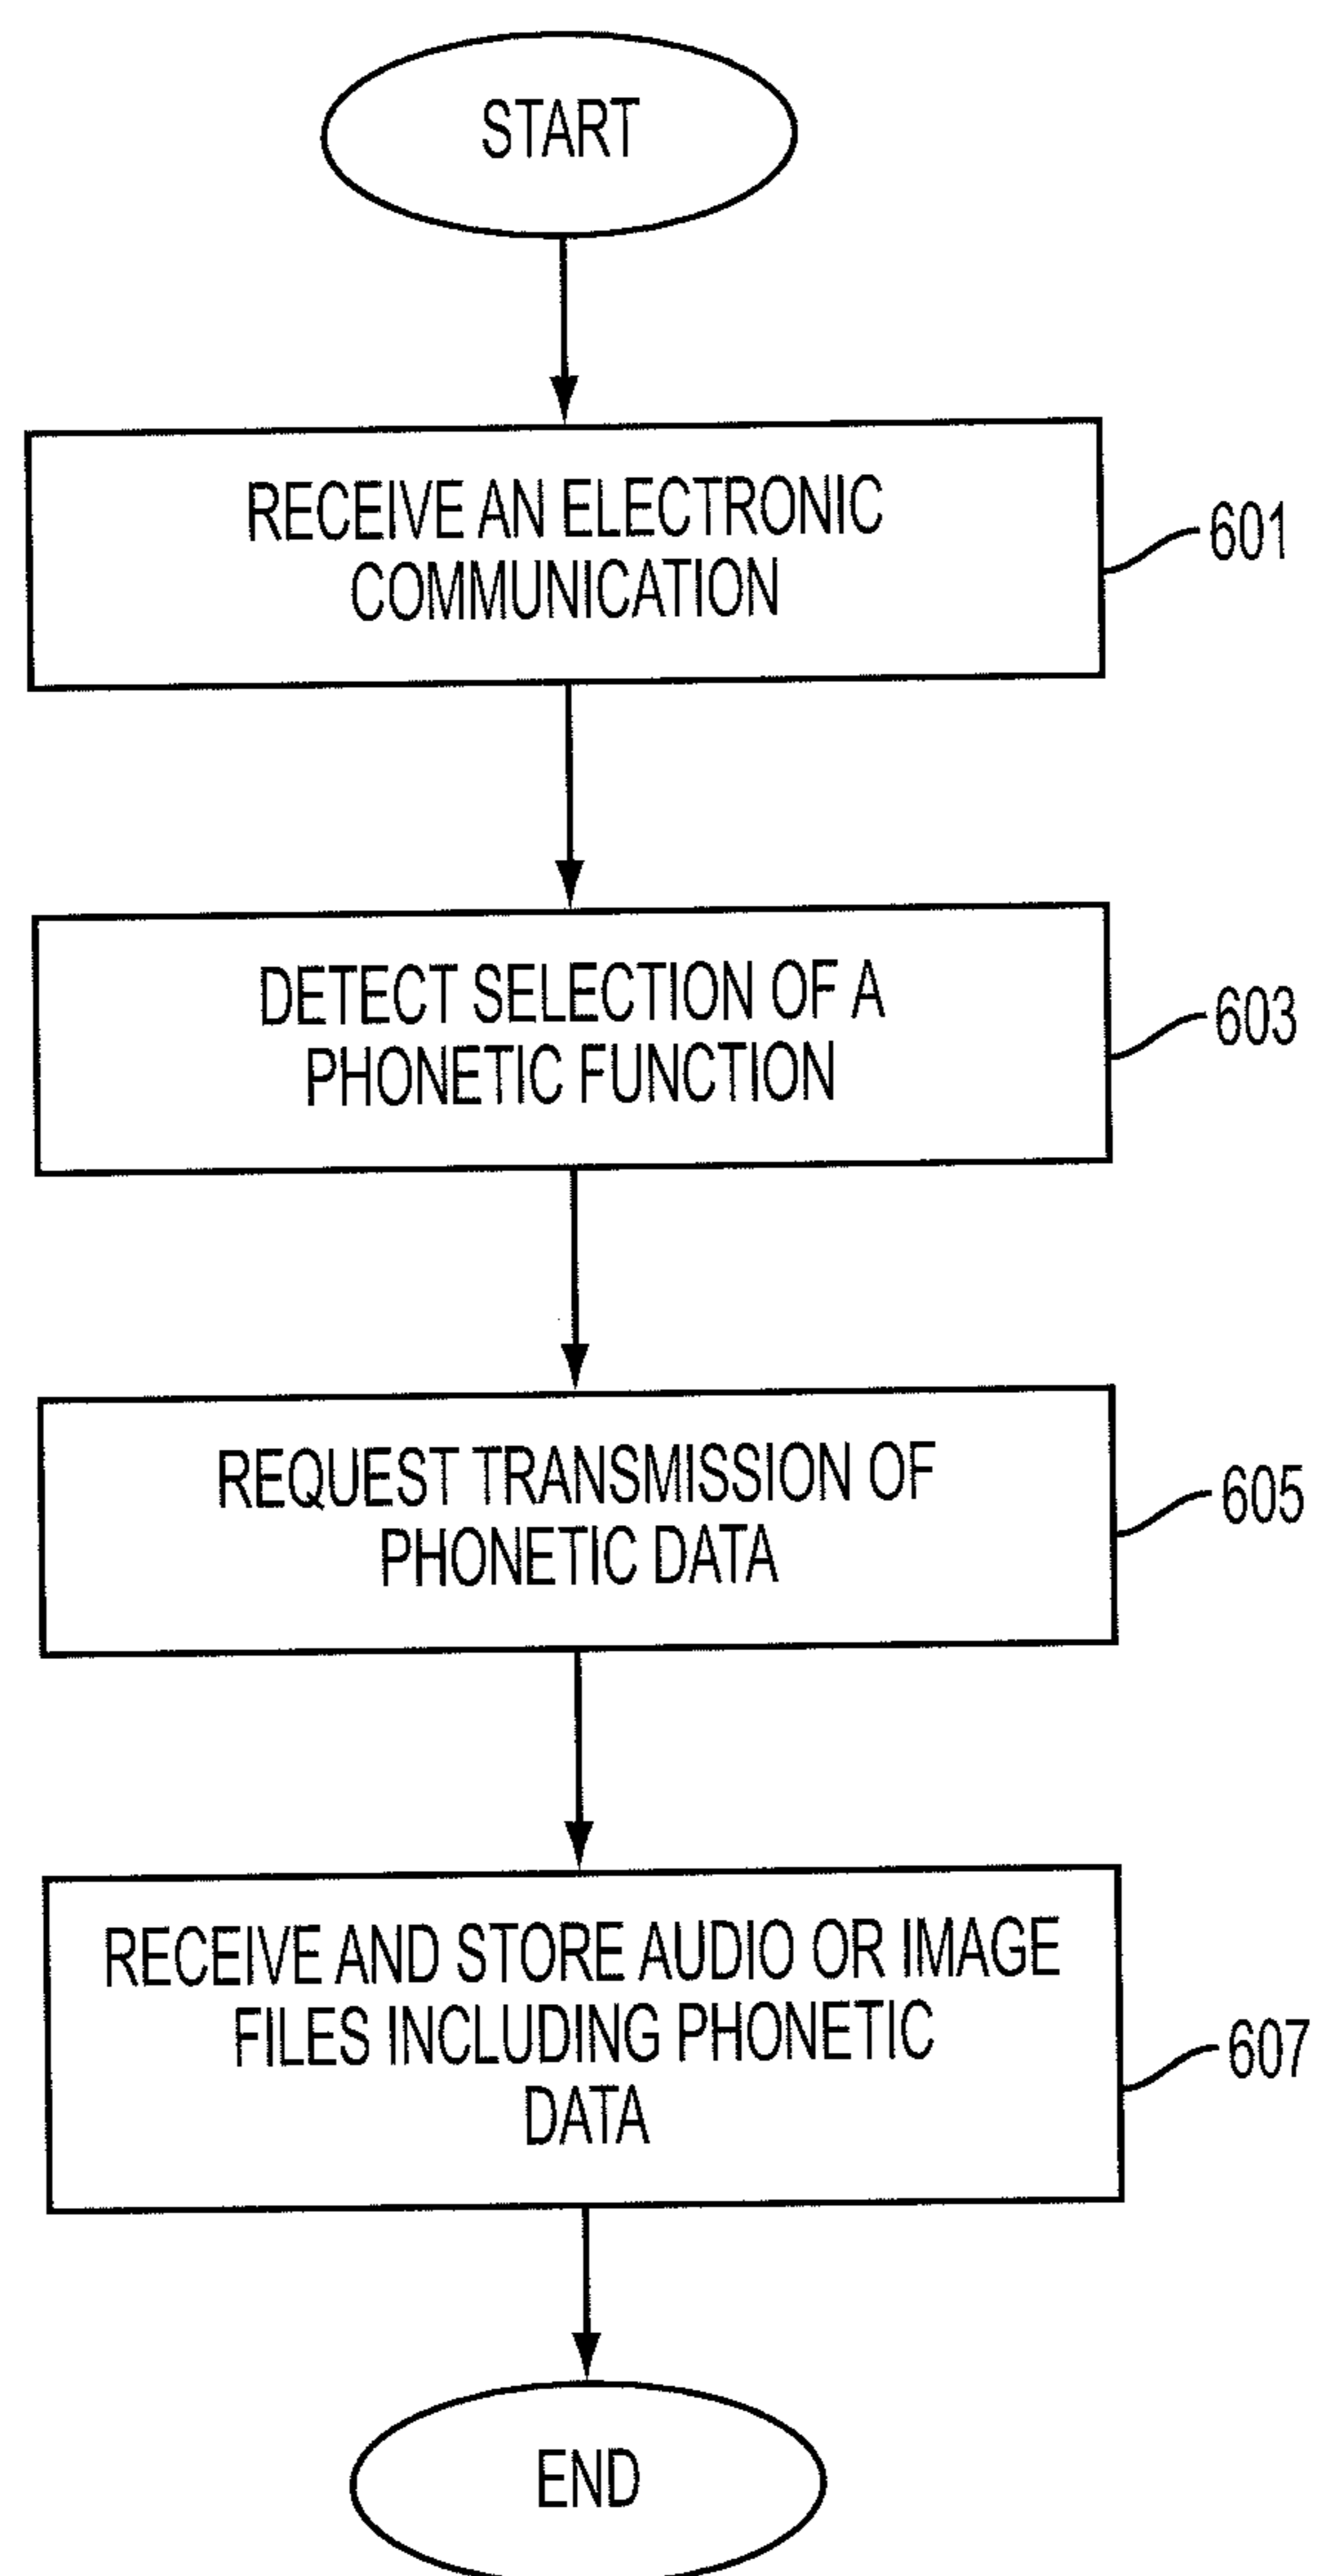 START
RECEIVE AN ELECTRONIC
COMMUNICATION
601
DETECT SELECTION OF A
PHONETIC FUNCTION
603
REQUEST TRANSMISSION OF
PHONETIC DATA
605
RECEIVE AND STORE AUDIO OR IMAGE
FILES INCLUDING PHONETIC
DATA
607
END